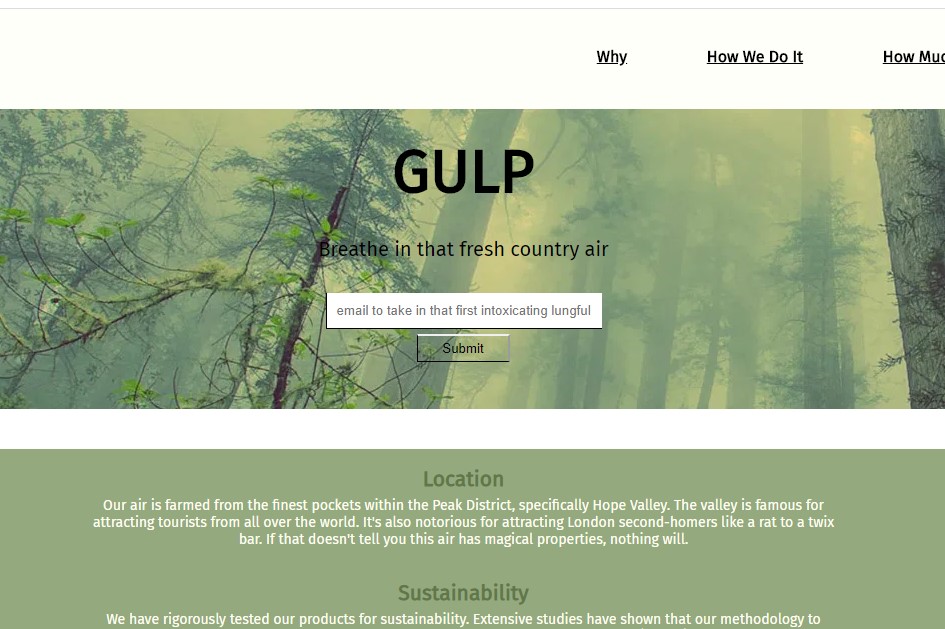 Why How We Do It How Muc
GULP
Breathe in that fresh country air
email to take in that first intoxicating lungful
Submit
Location
Our air is farmed from the finest pockets within the Peak District, specifically Hope Valley. The valley is famous for
attracting tourists from all over the world. It's also notorious for attracting London second-homers like a rat to a twix
bar. If that doesn't tell you this air has magical properties, nothing will.
Sustainability
We have rigorously tested our products for sustainability. Extensive studies have shown that our methodology to